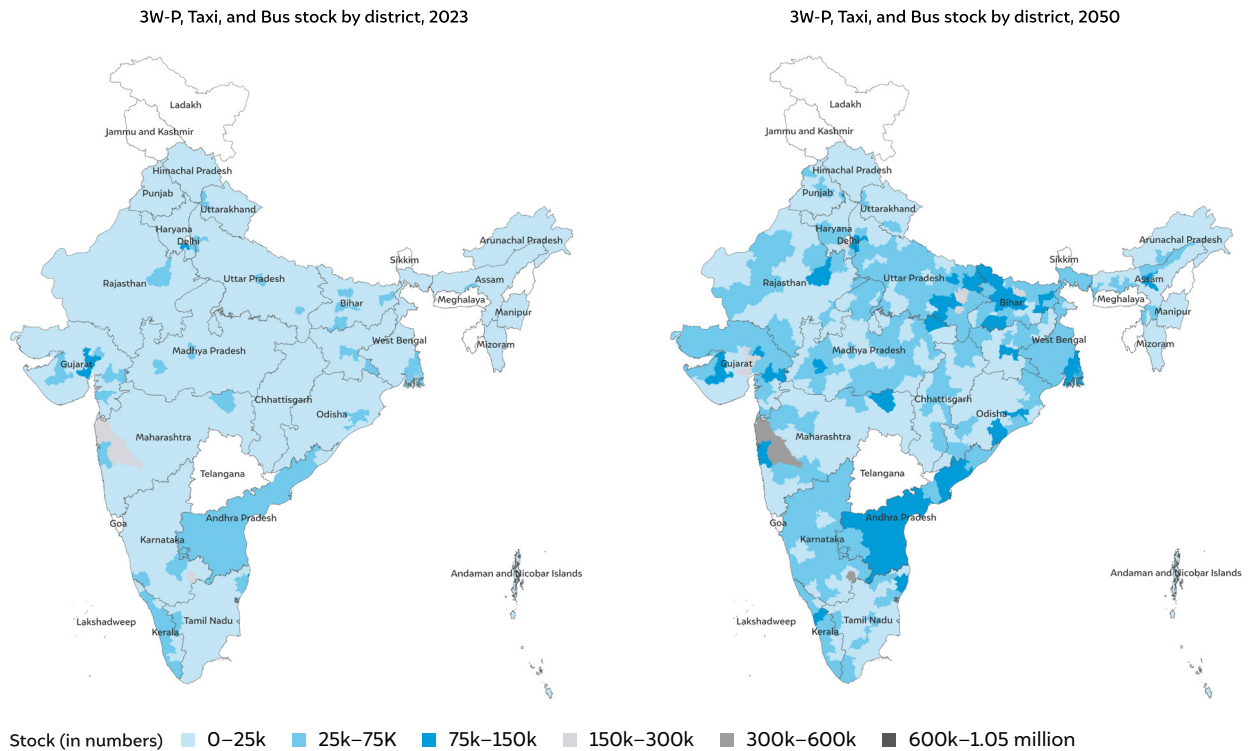 3W-P, Taxi, and Bus stock by district, 2023
Ladakh
Jammu and Kashmir
Himachal Pradesh
Punjab
Uttarakhand
Haryana
Delhi
Arunachal Pradesh
Sikkim
Rajasthan
Uttar Pradesh
Assam
Bihar
Meghalaya
Manipur
West Bengal
Mizoram
Madhya Pradesh
Gujarat
Chhattisgarh
Odisha
Maharashtra
Telangana
Goa
Andhra Pradesh
Karnataka
Andaman and Nicobar Islands
Lakshadweep
Tamil Nadu
Kerala
3W-P, Taxi, and Bus stock by district, 2050
Ladakh
Jammu and Kashmir
Himachal Pradesh
Punjab
Uttarakhand
Haryana
Delhi
Arunachal Pradesh
Sikkim
Rajasthan
Uttar Pradesh
Assam
Bihar
Meghalaya
Manipur
West Bengal
Mizoram
Madhya Pradesh
Gujarat
Chhattisgarh
Odisha
Maharashtra
Telangana
Goa
Andhra Pradesh
Karnataka
Andaman and Nicobar Islands
Lakshadweep
Tamil Nadu
Kerala
Stock (in numbers) 0–25k 25k–75K 75k–150k 150k–300k 300k–600k 600k–1.05 million